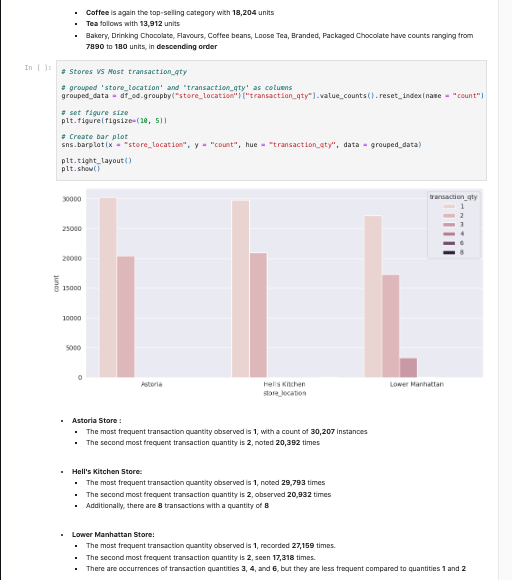 Coffee is again the top-selling category with 18,204 units
Tea follows with 13,912 units
Bakery, Drinking Chocolate, Flavours, Coffee beans, Loose Tea, Branded, Packaged Chocolate have counts ranging from
7890 to 180 units, in descending order
In [ ]:
# Stores VS Most transaction_qty
# grouped 'store_location' and 'transaction_qty' as columns
grouped_data = df_od.groupby("store_location")["transaction_qty"].value_counts().reset_index(name = "count")
# set figure size
plt.figure(figsize=(10, 5))
# Create bar plot
sns.barplot(x = "store_location", y = "count", hue = "transaction_qty", data = grouped_data)
plt.tight_layout()
plt.show()
transaction_qty
1
2
3
4
6
8
30000
25000
20000
15000
10000
5000
0
count
Astoria
Hell's Kitchen
Lower Manhattan
store_location
Astoria Store :
The most frequent transaction quantity observed is 1, with a count of 30,207 instances
The second most frequent transaction quantity is 2, noted 20,392 times
Hell's Kitchen Store:
The most frequent transaction quantity observed is 1, noted 29,793 times
The second most frequent transaction quantity is 2, observed 20,932 times
Additionally, there are 8 transactions with a quantity of 8
Lower Manhattan Store:
The most frequent transaction quantity observed is 1, recorded 27,159 times.
The second most frequent transaction quantity is 2, seen 17,318 times.
There are occurrences of transaction quantities 3, 4, and 6, but they are less frequent compared to quantities 1 and 2